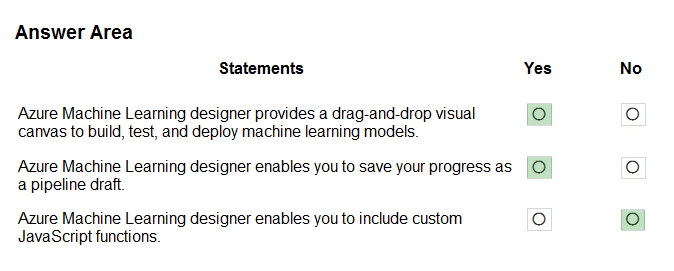 Answer Area
Statements Yes No
Azure Machine Learning designer provides a drag-and-drop visual
canvas to build, test, and deploy machine learning models.
Azure Machine Learning designer enables you to save your progress as
a pipeline draft.
Azure Machine Learning designer enables you to include custom
JavaScript functions.